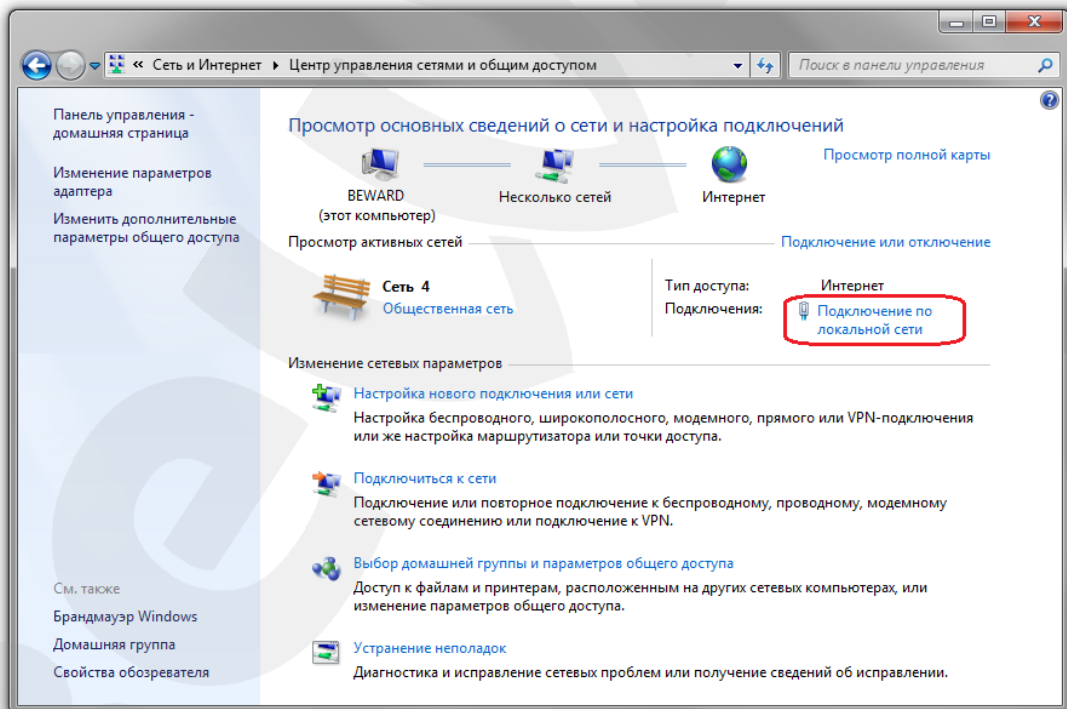 « Сеть и Интернет ▸ Центр управления сетями и общим доступом
Поиск в панели управления
Панель управления -
домашняя страница
Изменение параметров
адаптера
Изменить дополнительные
параметры общего доступа
См. также
Брандмауэр Windows
Домашняя группа
Свойства обозревателя
Просмотр основных сведений о сети и настройка подключений
Просмотр полной карты
BEWARD
(этот компьютер)
Несколько сетей
Интернет
Просмотр активных сетей
Подключение или отключение
Сеть 4
Общественная сеть
Тип доступа: Интернет
Подключения: Подключение по
локальной сети
Изменение сетевых параметров
Настройка нового подключения или сети
Настройка беспроводного, широкополосного, модемного, прямого или VPN-подключения
или же настройка маршрутизатора или точки доступа.
Подключиться к сети
Подключение или повторное подключение к беспроводному, проводному, модемному
сетевому соединению или подключение к VPN.
Выбор домашней группы и параметров общего доступа
Доступ к файлам и принтерам, расположенным на других сетевых компьютерах, или
изменение параметров общего доступа.
Устранение неполадок
Диагностика и исправление сетевых проблем или получение сведений об исправлении.